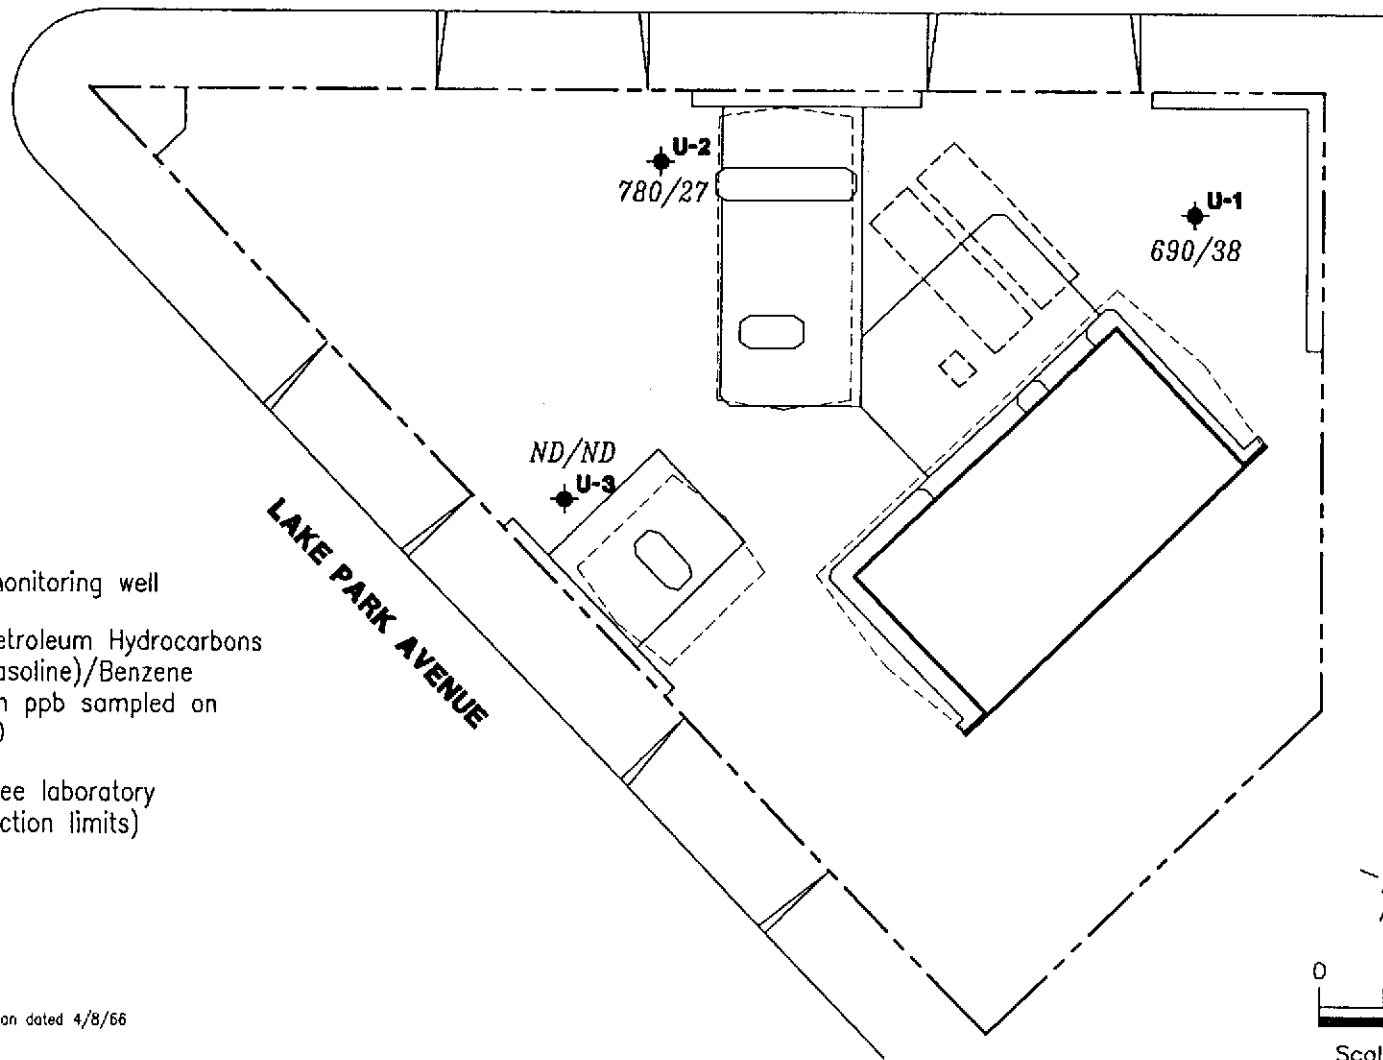 U-2
780/27
U-1
690/38
ND/ND
U-3
LAKE PARK AVENUE
onitoring well
etroleum Hydrocarbons
asoline)/Benzene
n ppb sampled on
ee laboratory
ction limits)
on dated 4/8/66
0
Scal